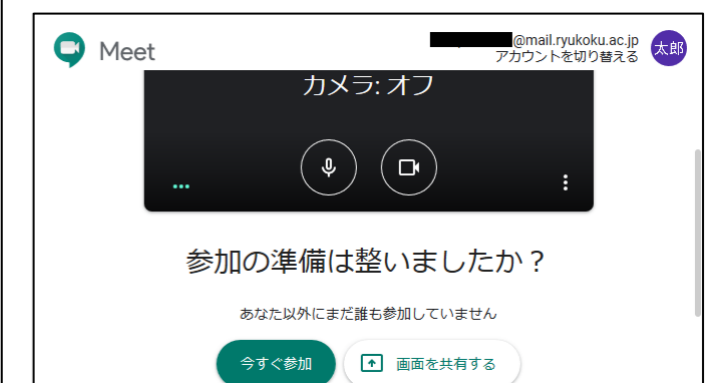 Meet
@mail.ryukoku.ac.jp
アカウントを切り替える
太郎
カメラ: オフ
参加の準備は整いましたか？
あなた以外にまだ誰も参加していません
今すぐ参加
画面を共有する